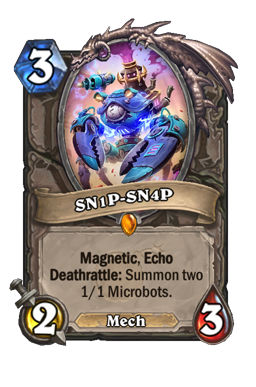 3
SN1P-SN4P
Magnetic, Echo
Deathrattle: Summon two
1/1 Microbots.
2
Mech
3